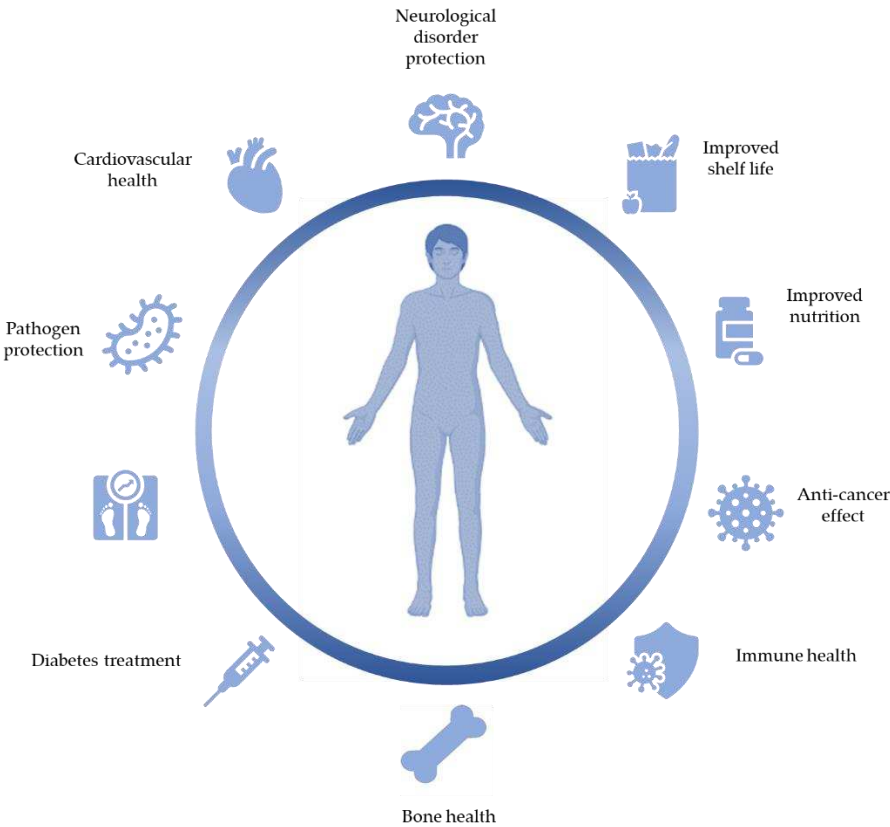 Neurological
disorder
protection
Cardiovascular
health
Improved
shelf life
Pathogen
protection
Improved
nutrition
Anti-cancer
effect
Diabetes treatment
Immune health
Bone health